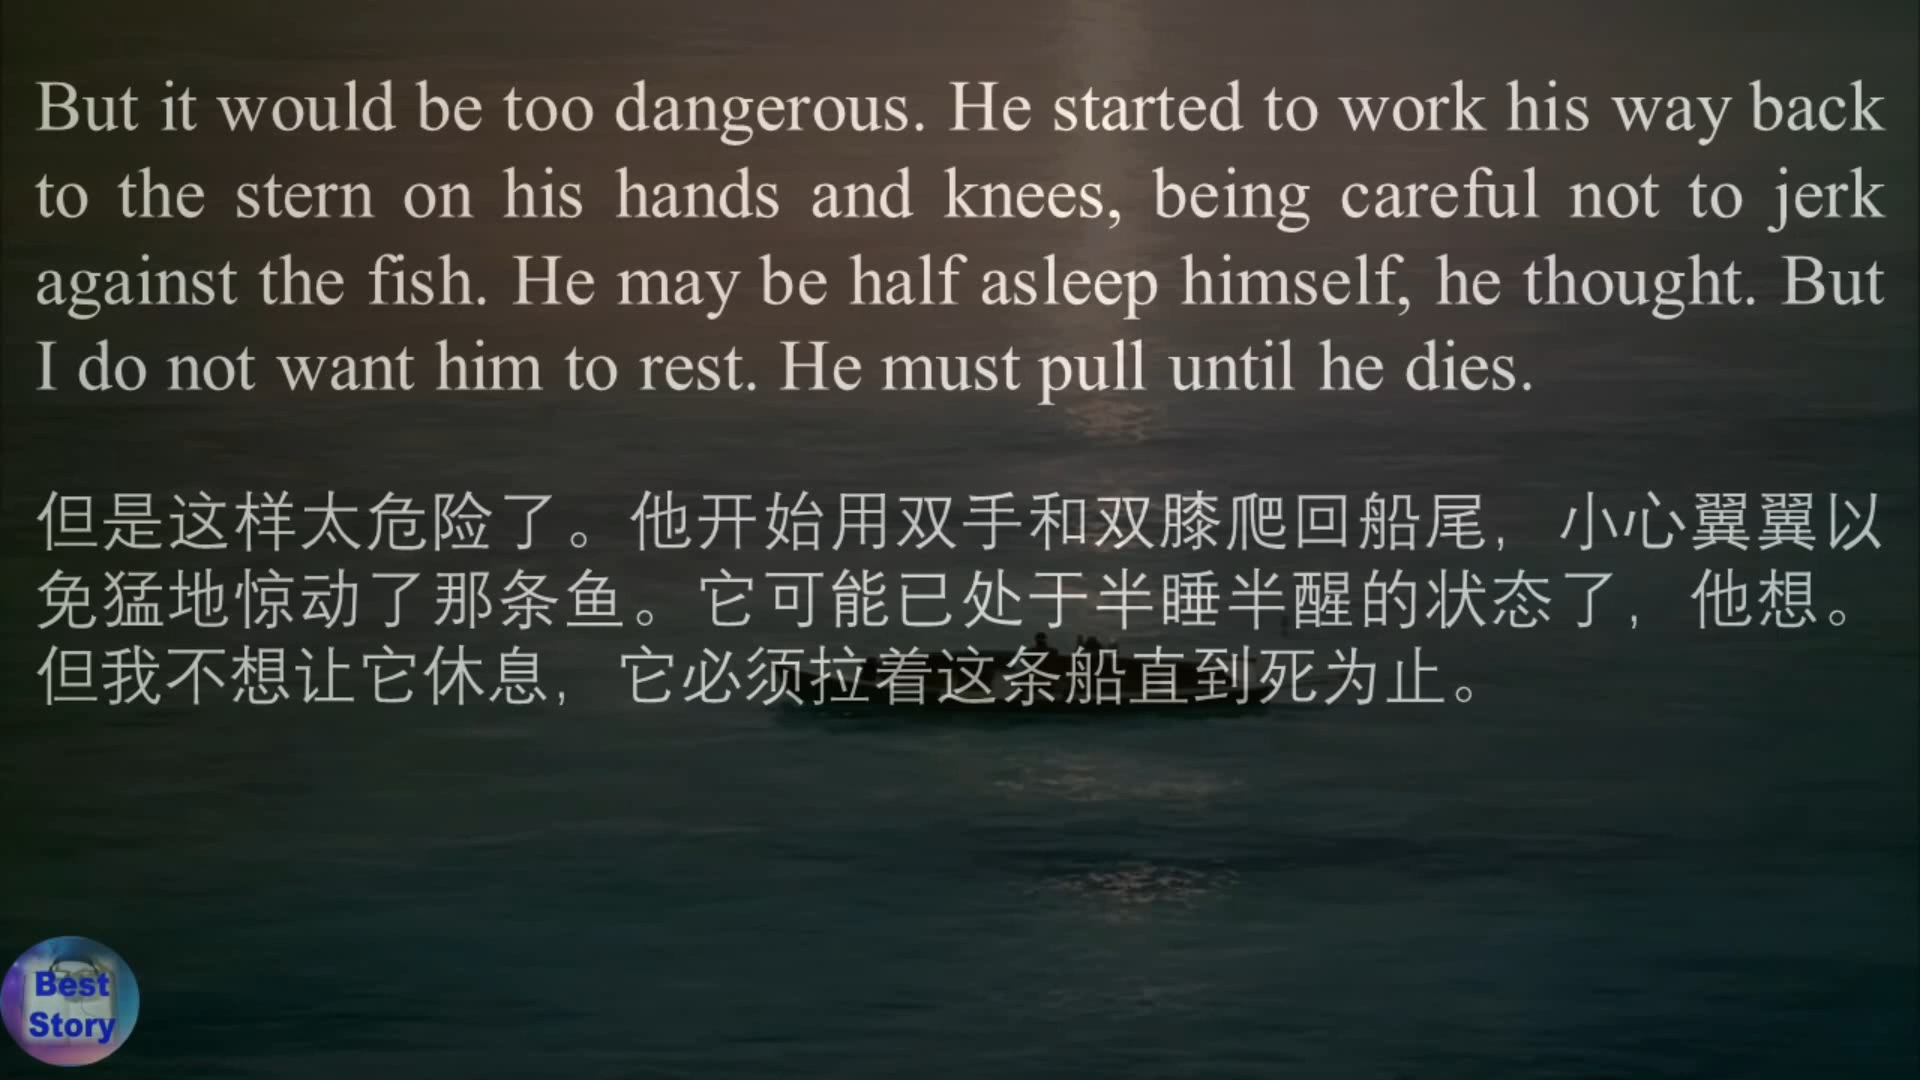 But it would be too dangerous. He started to work his way back
to the stern on his hands and knees, being careful not to jerk
against the fish. He may be half asleep himself, he thought. But
I do not want him to rest. He must pull until he dies.
但是这样太危险了。他开始用双手和双膝爬回船尾，小心翼翼以
免猛地惊动了那条鱼。它可能已处于半睡半醒的状态了，他想。
但我不想让它休息，它必须拉着这条船直到死为止。
Best
Story